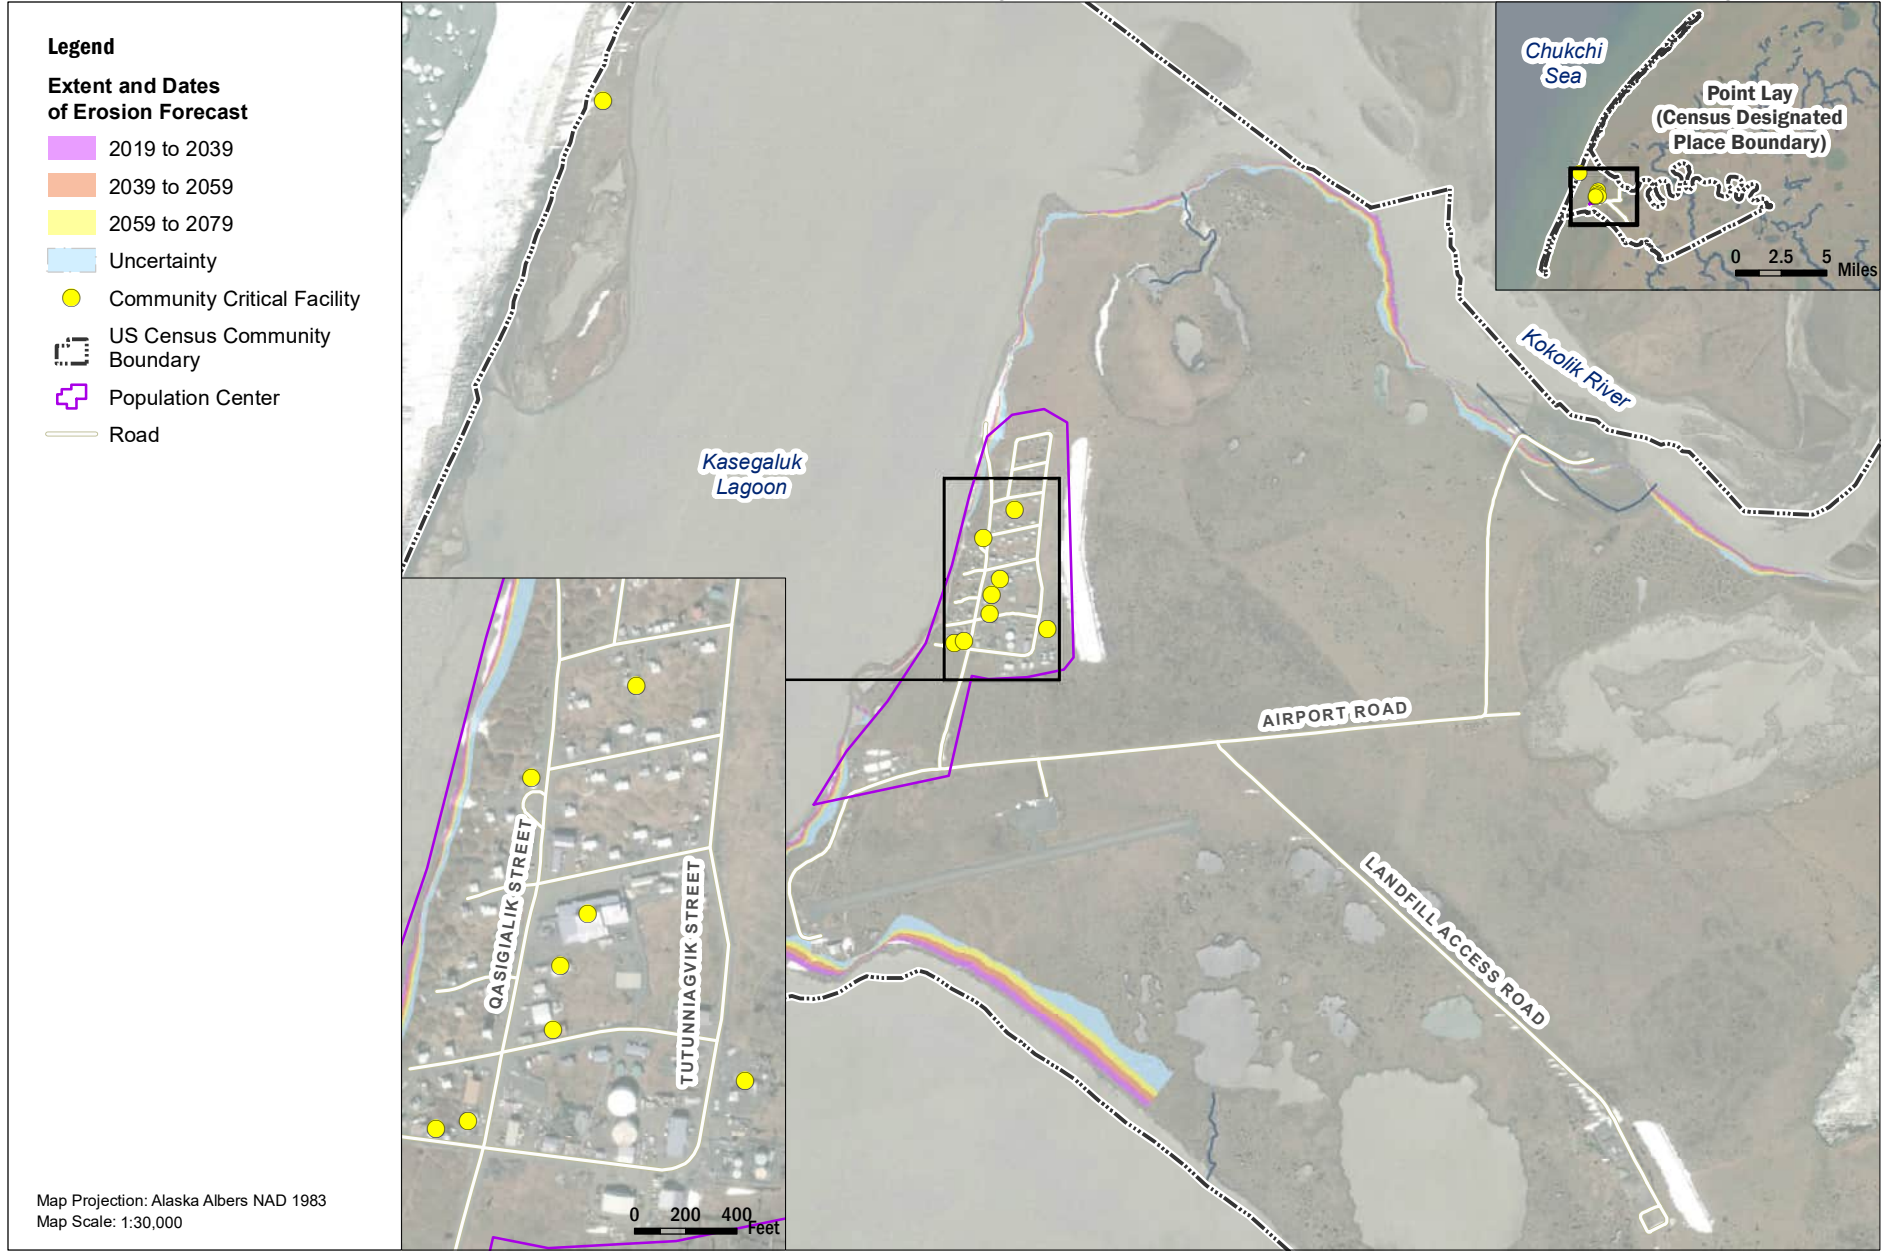 Legend
Extent and Dates
of Erosion Forecast
2019 to 2039
2039 to 2059
2059 to 2079
Uncertainty
Community Critical Facility
US Census Community
Boundary
Population Center
Road
Map Projection: Alaska Albers NAD 1983
Map Scale: 1:30,000
Kasegaluk
Lagoon
Kokolik River
AIRPORT ROAD
LANDFILL ACCESS ROAD
Chukchi
Sea
Point Lay
(Census Designated
Place Boundary)
0 2.5 5
Miles
QASIGIALIK STREET
TUTUNNIAGVIK STREET
0 200 400
Feet